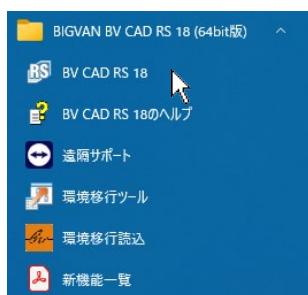 BIGVAN BV CAD RS 18 (64bit版)
RS
BV CAD RS 18
BV CAD RS 18のヘルプ
遠隔サポート
環境移行ツール
環境移行読込
新機能一覧